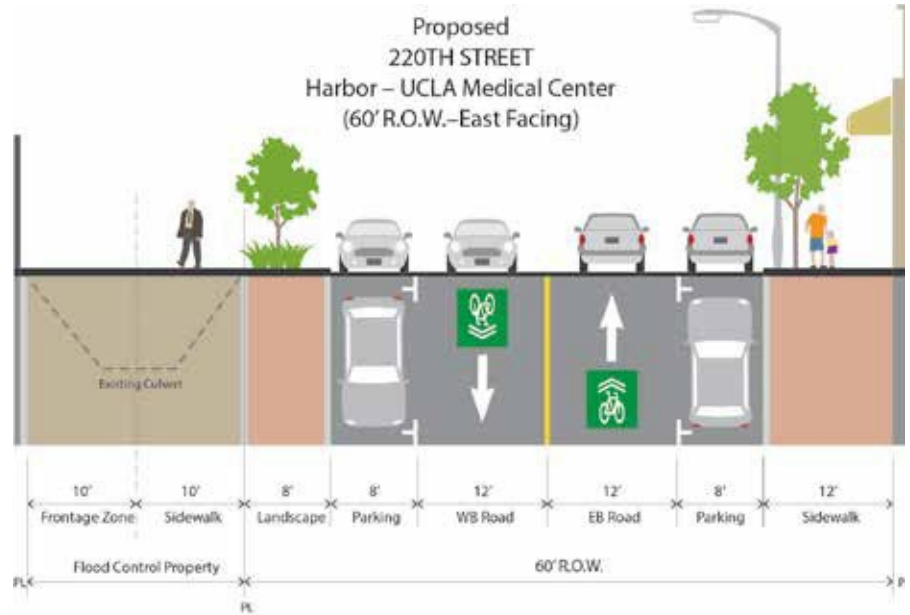 Proposed
220TH STREET
Harbor – UCLA Medical Center
(60' R.O.W.–East Facing)
Existing Culvert
10' 10' 8' 8' 12' 12' 8' 12'
Frontage Zone Sidewalk Landscape Parking WB Road EB Road Parking Sidewalk
Flood Control Property 60' R.O.W.
PL
PL